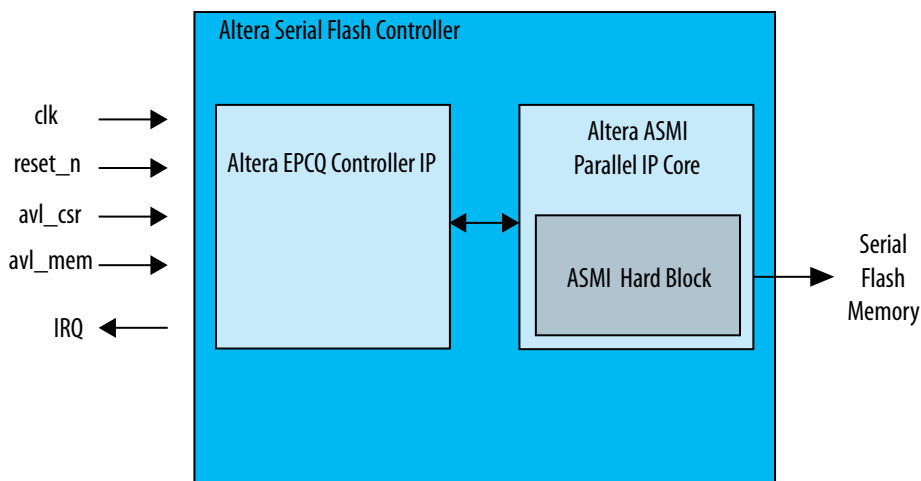 Altera Serial Flash Controller
clk
reset_n
avl_csr
avl_mem
IRQ
Altera EPCQ Controller IP
Altera ASMI
Parallel IP Core
ASMI Hard Block
Serial
Flash
Memory